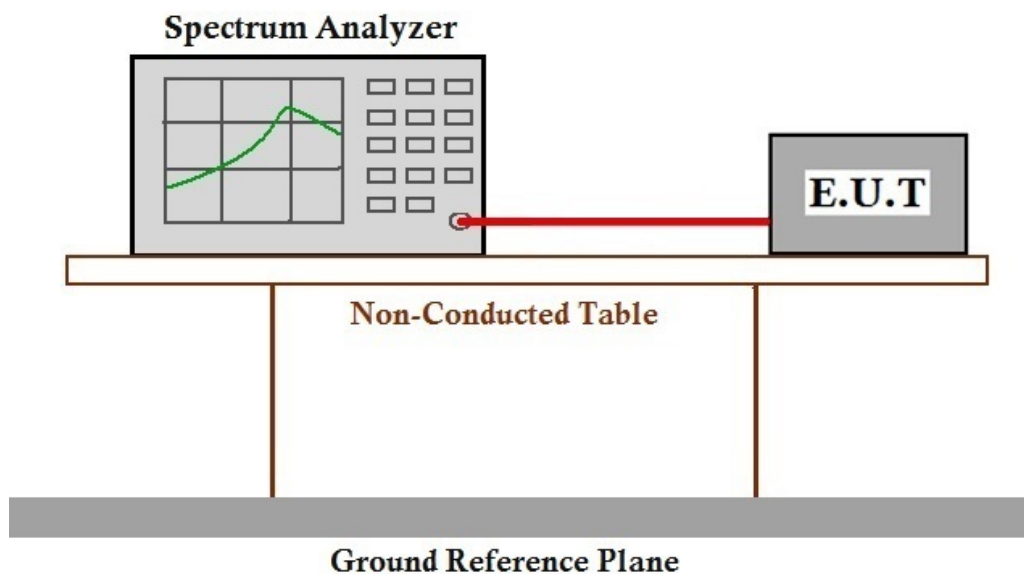 Spectrum Analyzer
E.U.T
Non-Conducted Table
Ground Reference Plane